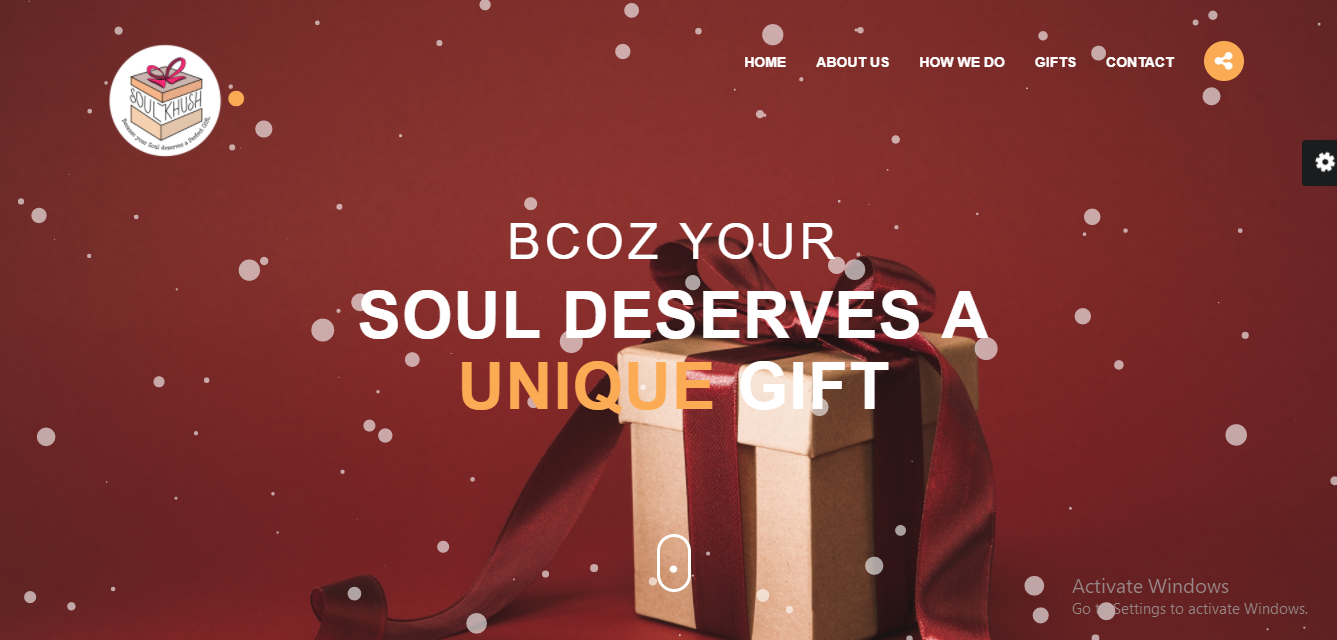 HOME ABOUT US HOW WE DO GIFTS CONTACT
SOUL KHUSH
Because your Soul deserves a Perfect Gift.
BCOZ YOUR
SOUL DESERVES A
UNIQUE GIFT
Activate Windows
Go to Settings to activate Windows.